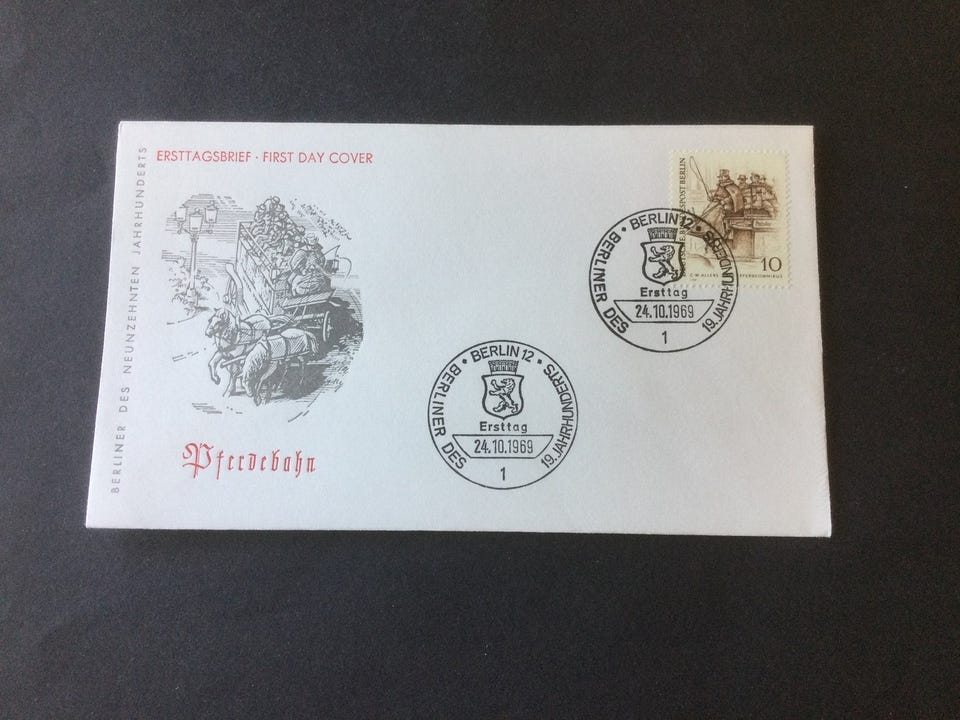 ERSTTAGSBRIEF · FIRST DAY COVER
BERLINER DES NEUNZEHNTEN JAHRHUNDERTS
Pferdebahn
POST BERLIN
10
C·W·ALLERS PFERDEOMNIBUS
• BERLIN 12 •
BERLINER DES 19. JAHRHUNDERTS
Ersttag
24.10.1969
1
• BERLIN 12 •
BERLINER DES 19. JAHRHUNDERTS
Ersttag
24.10.1969
1